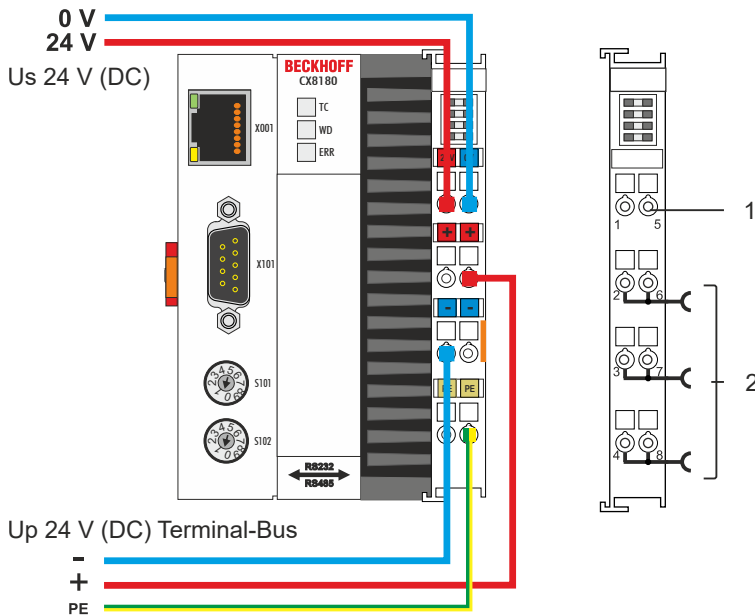 0 V
24 V
Us 24 V (DC)
BECKHOFF
CX8180
TC
WD
ERR
X001
X101
S101
S102
RS232
RS485
+ +
- -
PE
1 5
2 6
3 7
4 8
1
2
Up 24 V (DC) Terminal-Bus
-
+
PE